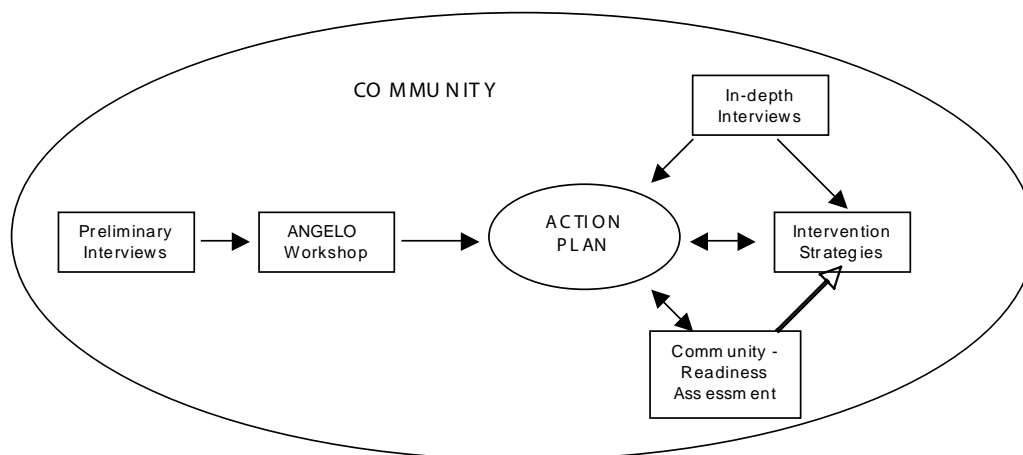 COMMUNITY
In-depth
Interviews
Preliminary
Interviews
ANGELO
Workshop
ACTION
PLAN
Intervention
Strategies
Community -
Readiness
Assessment